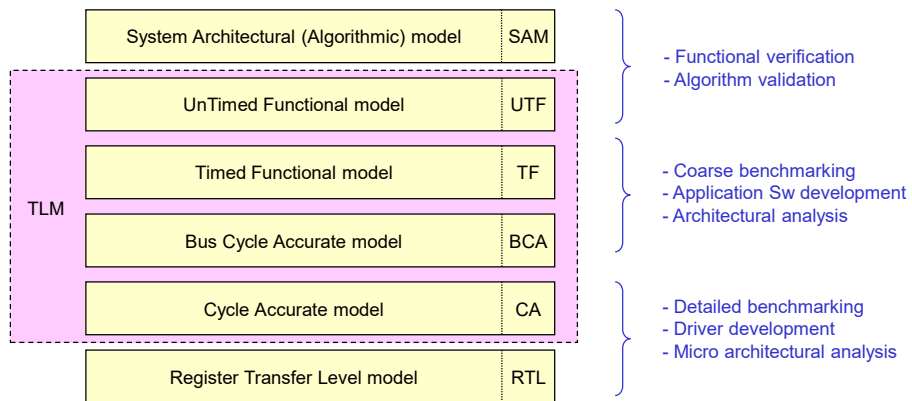 System Architectural (Algorithmic) model SAM
UnTimed Functional model UTF
Timed Functional model TF
TLM
Bus Cycle Accurate model BCA
Cycle Accurate model CA
Register Transfer Level model RTL
- Functional verification
- Algorithm validation
- Coarse benchmarking
- Application Sw development
- Architectural analysis
- Detailed benchmarking
- Driver development
- Micro architectural analysis